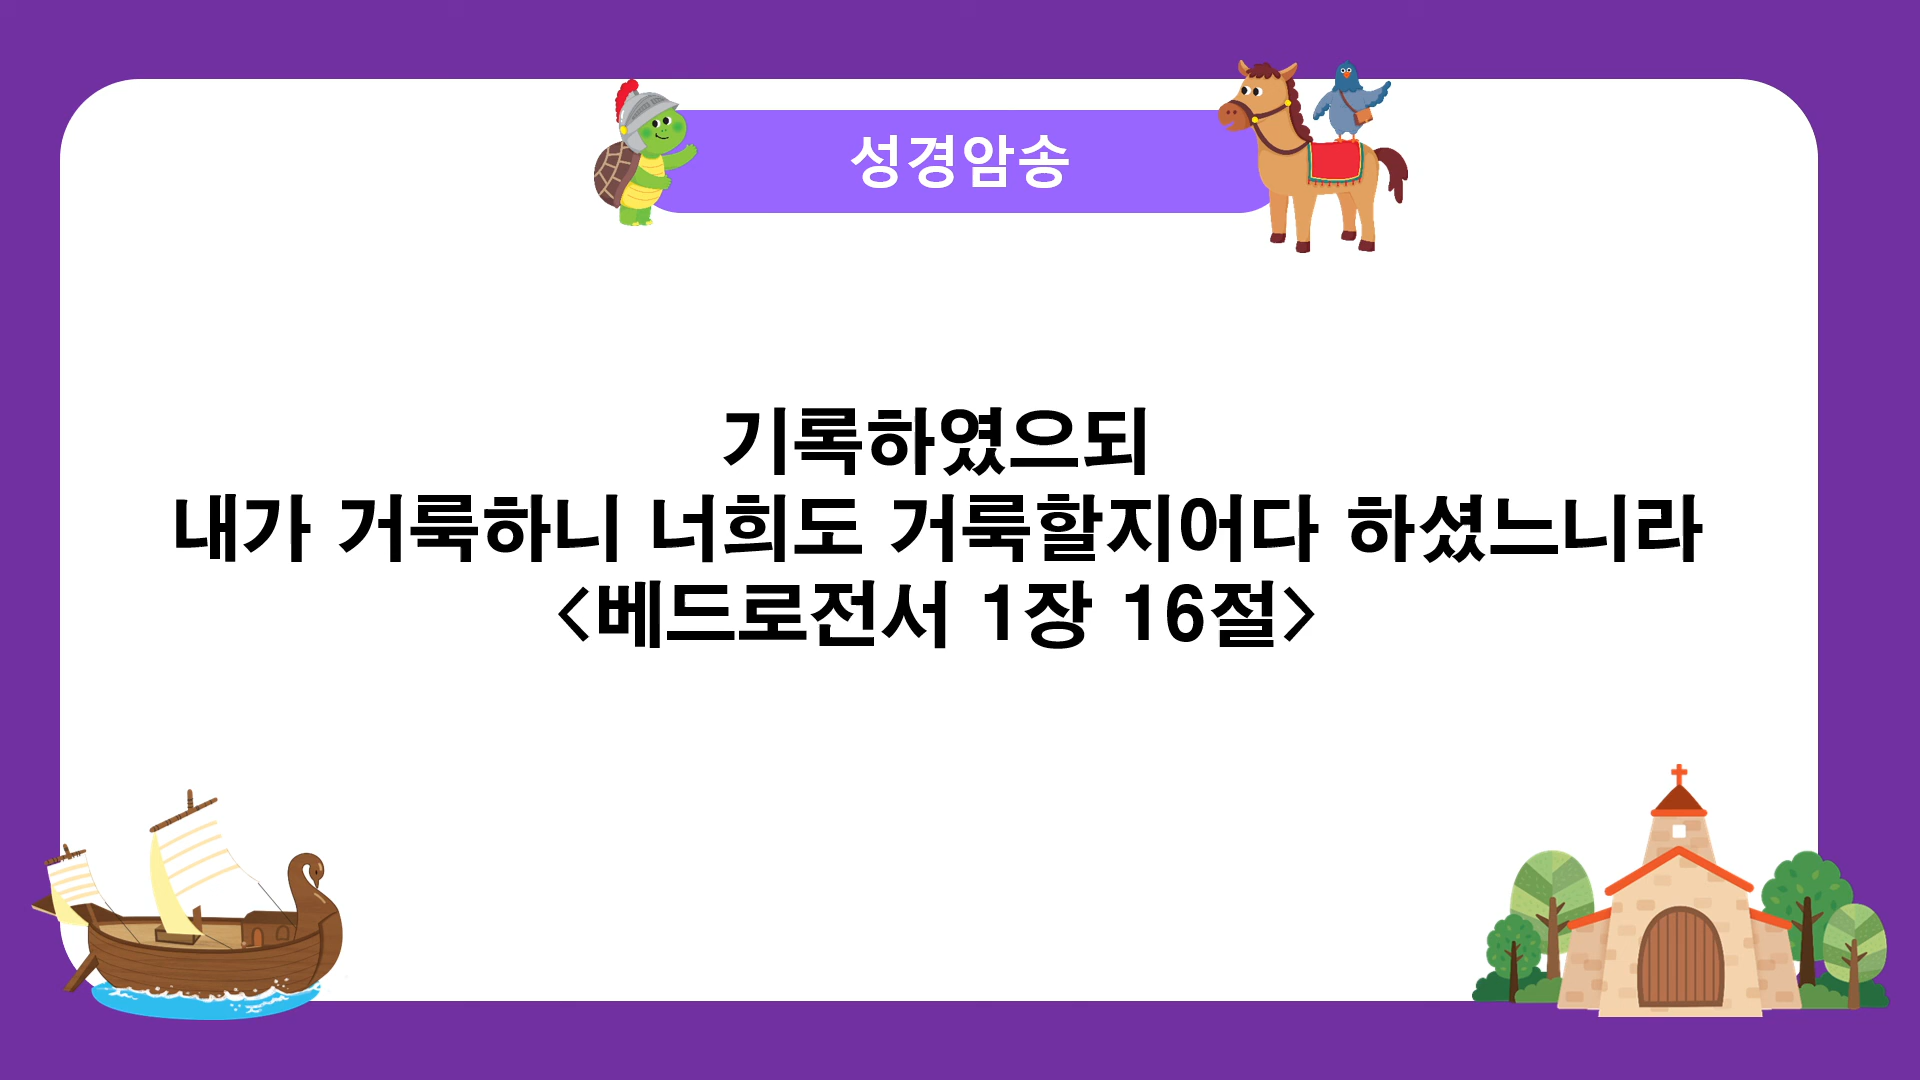 성경암송
기록하였으되
내가 거룩하니 너희도 거룩할지어다 하셨느니라
<베드로전서 1장 16절>